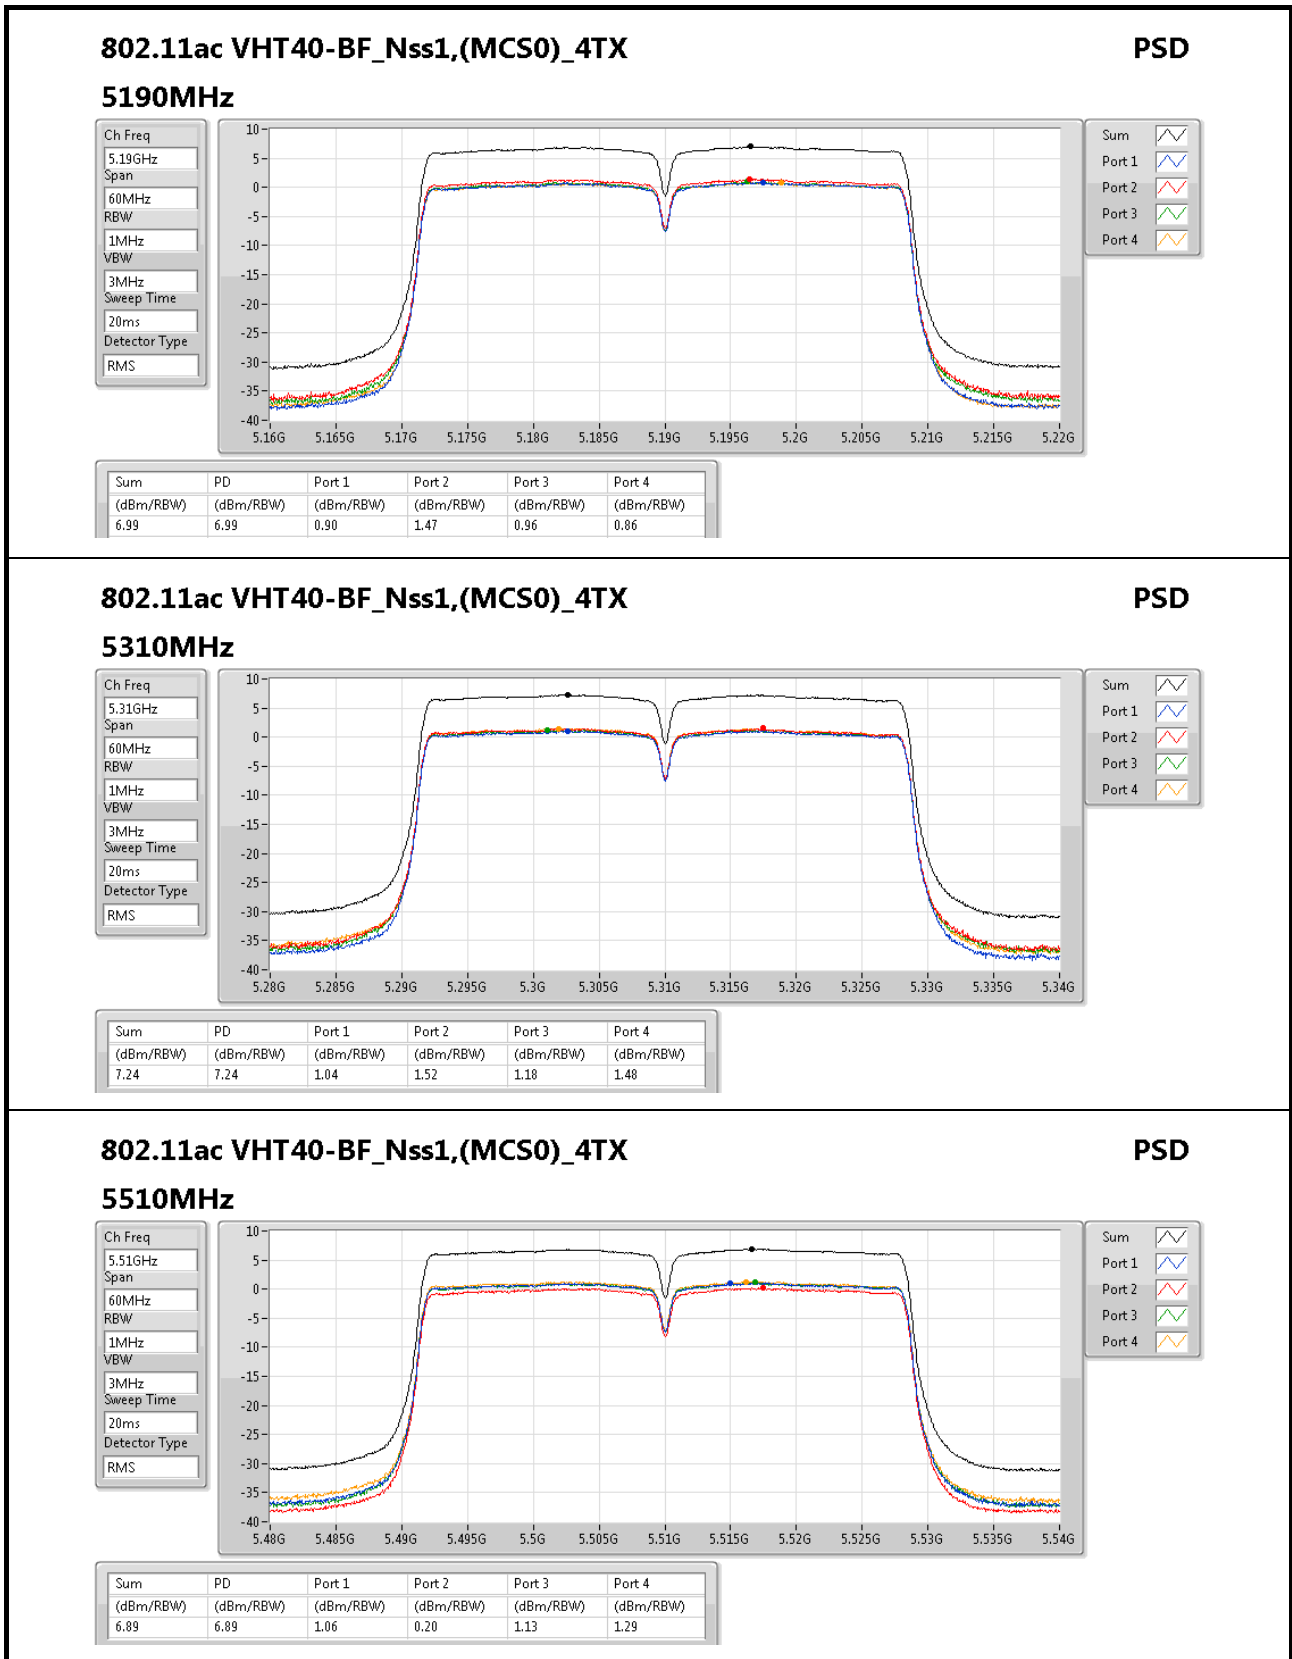 802.11ac VHT40-BF_Nss1,(MCS0)_4TX PSD
5190MHz
Ch Freq
5.19GHz
Span
60MHz
RBW
1MHz
VBW
3MHz
Sweep Time
20ms
Detector Type
RMS
10
5
0
-5
-10
-15
-20
-25
-30
-35
-40
5.16G 5.165G 5.17G 5.175G 5.18G 5.185G 5.19G 5.195G 5.2G 5.205G 5.21G 5.215G 5.22G
Sum
Port 1
Port 2
Port 3
Port 4
Sum PD Port 1 Port 2 Port 3 Port 4
(dBm/RBW) (dBm/RBW) (dBm/RBW) (dBm/RBW) (dBm/RBW) (dBm/RBW)
6.99 6.99 0.90 1.47 0.96 0.86
802.11ac VHT40-BF_Nss1,(MCS0)_4TX PSD
5310MHz
Ch Freq
5.31GHz
Span
60MHz
RBW
1MHz
VBW
3MHz
Sweep Time
20ms
Detector Type
RMS
10
5
0
-5
-10
-15
-20
-25
-30
-35
-40
5.28G 5.285G 5.29G 5.295G 5.3G 5.305G 5.31G 5.315G 5.32G 5.325G 5.33G 5.335G 5.34G
Sum
Port 1
Port 2
Port 3
Port 4
Sum PD Port 1 Port 2 Port 3 Port 4
(dBm/RBW) (dBm/RBW) (dBm/RBW) (dBm/RBW) (dBm/RBW) (dBm/RBW)
7.24 7.24 1.04 1.52 1.18 1.48
802.11ac VHT40-BF_Nss1,(MCS0)_4TX PSD
5510MHz
Ch Freq
5.51GHz
Span
60MHz
RBW
1MHz
VBW
3MHz
Sweep Time
20ms
Detector Type
RMS
10
5
0
-5
-10
-15
-20
-25
-30
-35
-40
5.48G 5.485G 5.49G 5.495G 5.5G 5.505G 5.51G 5.515G 5.52G 5.525G 5.53G 5.535G 5.54G
Sum
Port 1
Port 2
Port 3
Port 4
Sum PD Port 1 Port 2 Port 3 Port 4
(dBm/RBW) (dBm/RBW) (dBm/RBW) (dBm/RBW) (dBm/RBW) (dBm/RBW)
6.89 6.89 1.06 0.20 1.13 1.29